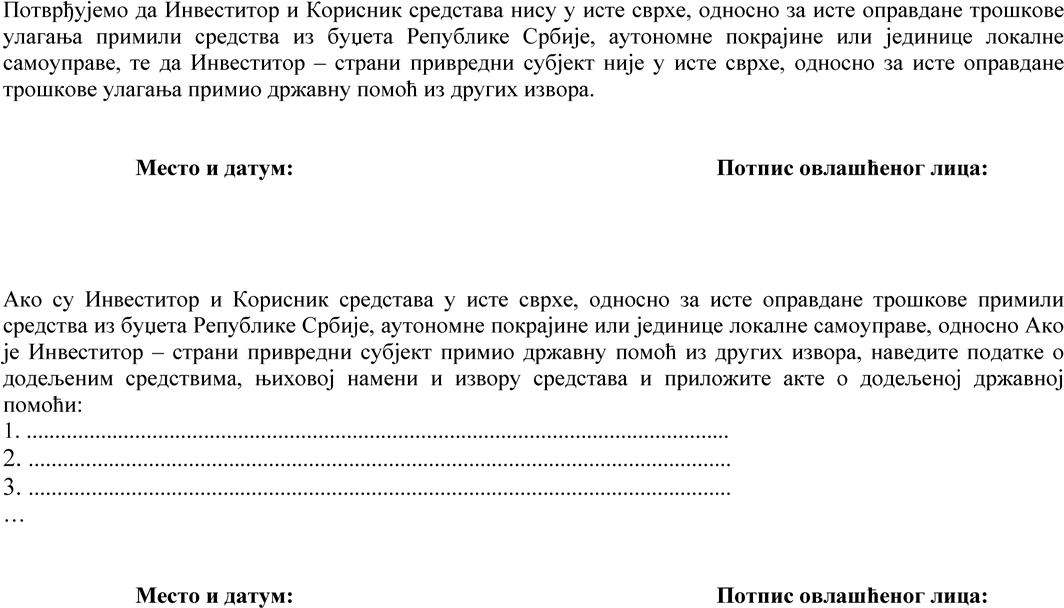 Потврђујемо да Инвеститор и Корисник средстава нису у исте сврхе, односно за исте оправдане трошкове
улагања примили средства из буџета Републике Србије, аутономне покрајине или јединице локалне
самоуправе, те да Инвеститор – страни привредни субјект није у исте сврхе, односно за исте оправдане
трошкове улагања примио државну помоћ из других извора.
Место и датум: Потпис овлашћеног лица:
Ако су Инвеститор и Корисник средстава у исте сврхе, односно за исте оправдане трошкове примили
средства из буџета Републике Србије, аутономне покрајине или јединице локалне самоуправе, односно Ако
је Инвеститор – страни привредни субјект примио државну помоћ из других извора, наведите податке о
додељеним средствима, њиховој намени и извору средстава и приложите акте о додељеној државној
помоћи:
1. ..........................................................................................................................
2. ..........................................................................................................................
3. ..........................................................................................................................
…
Место и датум: Потпис овлашћеног лица: